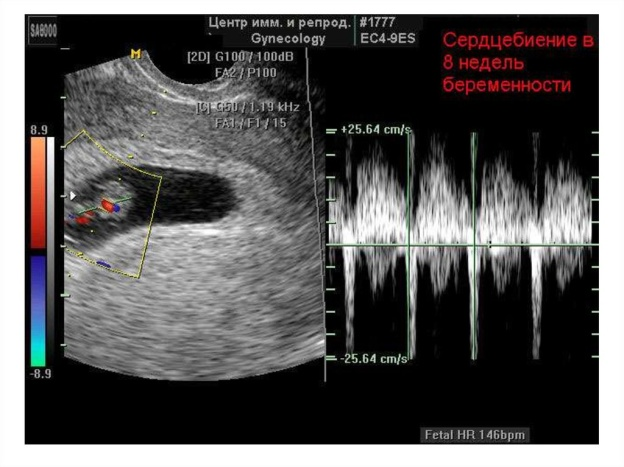 SA8000
Центр имм. и репрод.
Gynecology
#1777
EC4-9ES
Сердцебиение в
8 недель
беременности
M
[2D] G100 / 100dB
FA2 / P100
[C] G50 / 1.19 kHz
FA1 / F1 / 15
8.9
-8.9
+25.64 cm/s
-25.64 cm/s
Fetal HR 146bpm